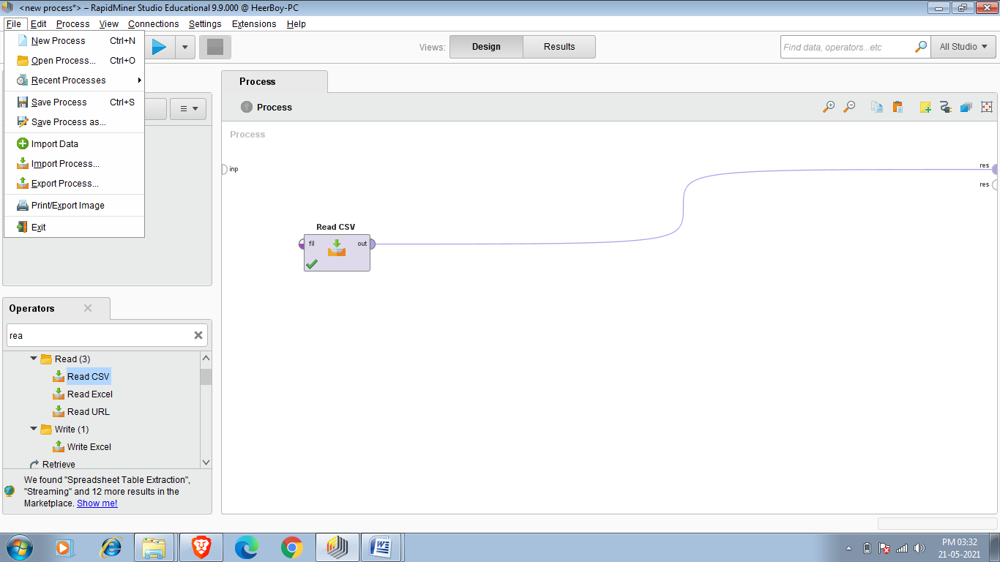 <new process*> – RapidMiner Studio Educational 9.9.000 @ HeerBoy-PC
File Edit Process View Connections Settings Extensions Help
New Process Ctrl+N
Open Process... Ctrl+O
Recent Processes
Save Process Ctrl+S
Save Process as...
Import Data
Import Process...
Export Process...
Print/Export Image
Exit
Views: Design Results
Find data, operators...etc All Studio
Process
Process
Process
inp
res
res
Read CSV
fil out
Operators
rea
Read (3)
Read CSV
Read Excel
Read URL
Write (1)
Write Excel
Retrieve
We found "Spreadsheet Table Extraction",
"Streaming" and 12 more results in the
Marketplace. Show me!
PM 03:32
21-05-2021